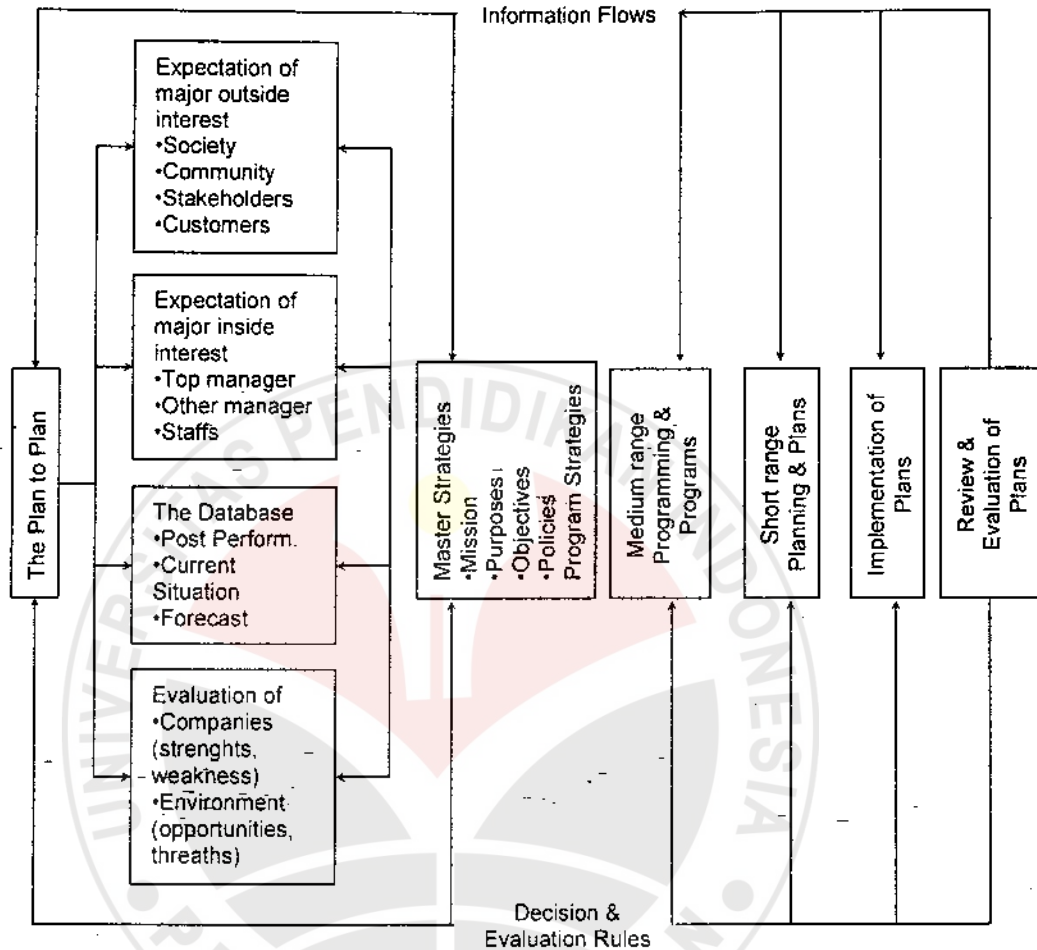 Information Flows
Expectation of
major outside
interest
•Society
•Community
•Stakeholders
•Customers
Expectation of
major inside
interest
•Top manager
•Other manager
•Staffs
The Database
•Post Perform.
•Current
Situation
•Forecast
Evaluation of
•Companies
(strenghts,
weakness)
•Environment
(opportunities,
threaths)
The Plan to Plan
Master Strategies
•Mission
•Purposes
•Objectives
•Policies
Program Strategies
Medium range
Programming &
Programs
Short range
Planning & Plans
Implementation of
Plans
Review &
Evaluation of
Plans
Decision &
Evaluation Rules
UNIVERSITAS PENDIDIKAN INDONESIA